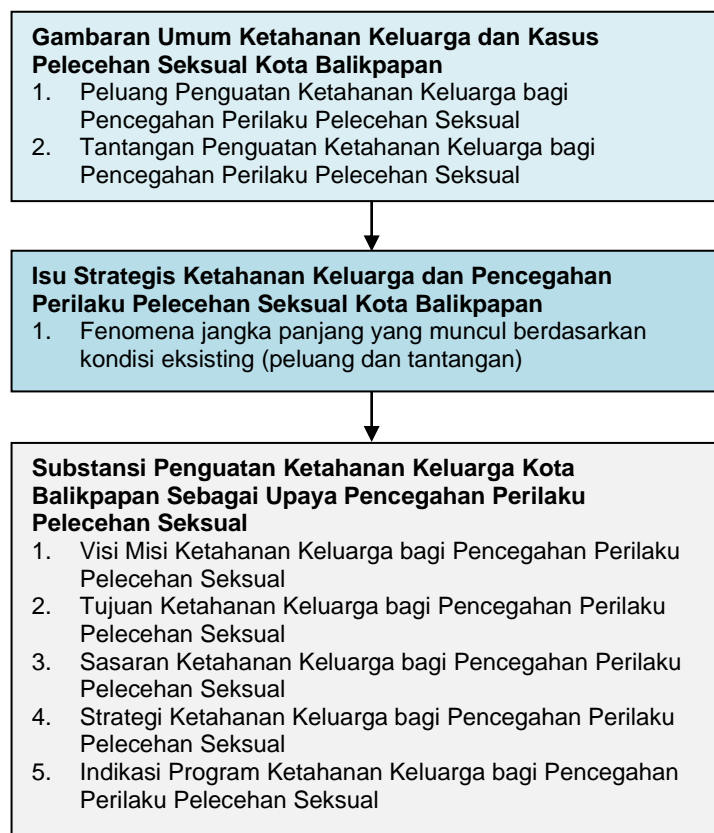 Gambaran Umum Ketahanan Keluarga dan Kasus
Pelecehan Seksual Kota Balikpapan
1. Peluang Penguatan Ketahanan Keluarga bagi
Pencegahan Perilaku Pelecehan Seksual
2. Tantangan Penguatan Ketahanan Keluarga bagi
Pencegahan Perilaku Pelecehan Seksual
Isu Strategis Ketahanan Keluarga dan Pencegahan
Perilaku Pelecehan Seksual Kota Balikpapan
1. Fenomena jangka panjang yang muncul berdasarkan
kondisi eksisting (peluang dan tantangan)
Substansi Penguatan Ketahanan Keluarga Kota
Balikpapan Sebagai Upaya Pencegahan Perilaku
Pelecehan Seksual
1. Visi Misi Ketahanan Keluarga bagi Pencegahan Perilaku
Pelecehan Seksual
2. Tujuan Ketahanan Keluarga bagi Pencegahan Perilaku
Pelecehan Seksual
3. Sasaran Ketahanan Keluarga bagi Pencegahan Perilaku
Pelecehan Seksual
4. Strategi Ketahanan Keluarga bagi Pencegahan Perilaku
Pelecehan Seksual
5. Indikasi Program Ketahanan Keluarga bagi Pencegahan
Perilaku Pelecehan Seksual